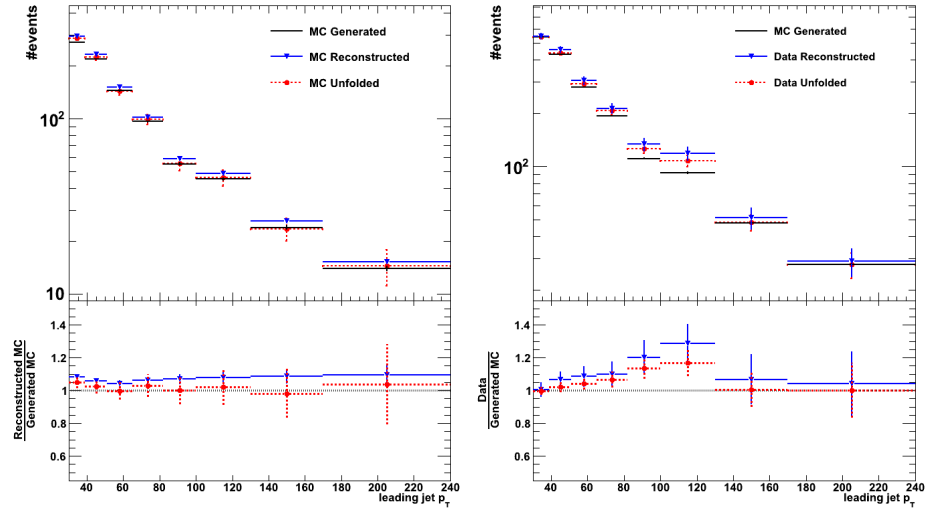 #events
MC Generated
MC Reconstructed
MC Unfolded
10²
10
Reconstructed MC
Generated MC
1.4
1.2
1
0.8
0.6
40 60 80 100 120 140 160 180 200 220 240
leading jet p_T
#events
MC Generated
Data Reconstructed
Data Unfolded
10²
Data
Generated MC
1.4
1.2
1
0.8
0.6
40 60 80 100 120 140 160 180 200 220 240
leading jet p_T